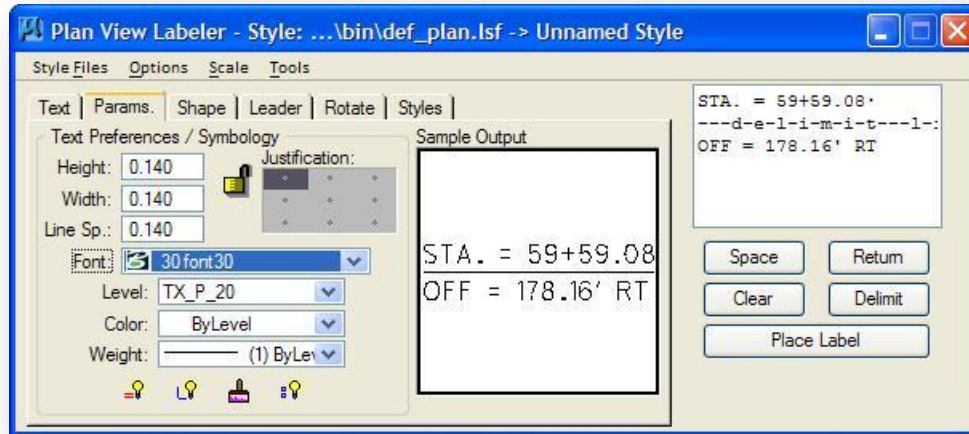 Plan View Labeler - Style: ...\bin\def_plan.lsf -> Unnamed Style
Style Files Options Scale Tools
Text Params. Shape Leader Rotate Styles
Text Preferences / Symbology
Height: 0.140
Width: 0.140
Line Sp.: 0.140
Justification:
Font: 30 font30
Level: TX_P_20
Color: ByLevel
Weight: (1) ByLev
Sample Output
STA. = 59+59.08
OFF = 178.16' RT
STA. = 59+59.08·
---d-e-l-i-m-i-t---l-:
OFF = 178.16' RT
Space Return
Clear Delimit
Place Label